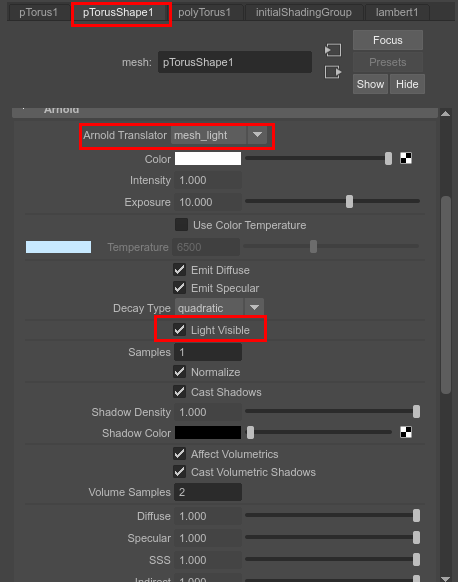 pTorus1 pTorusShape1 polyTorus1 initialShadingGroup lambert1
Focus
mesh: pTorusShape1
Presets
Show Hide
Arnold
Arnold Translator mesh_light
Color
Intensity 1.000
Exposure 10.000
Use Color Temperature
Temperature 6500
Emit Diffuse
Emit Specular
Decay Type quadratic
Light Visible
Samples 1
Normalize
Cast Shadows
Shadow Density 1.000
Shadow Color
Affect Volumetrics
Cast Volumetric Shadows
Volume Samples 2
Diffuse 1.000
Specular 1.000
SSS 1.000
Indirect 1.000